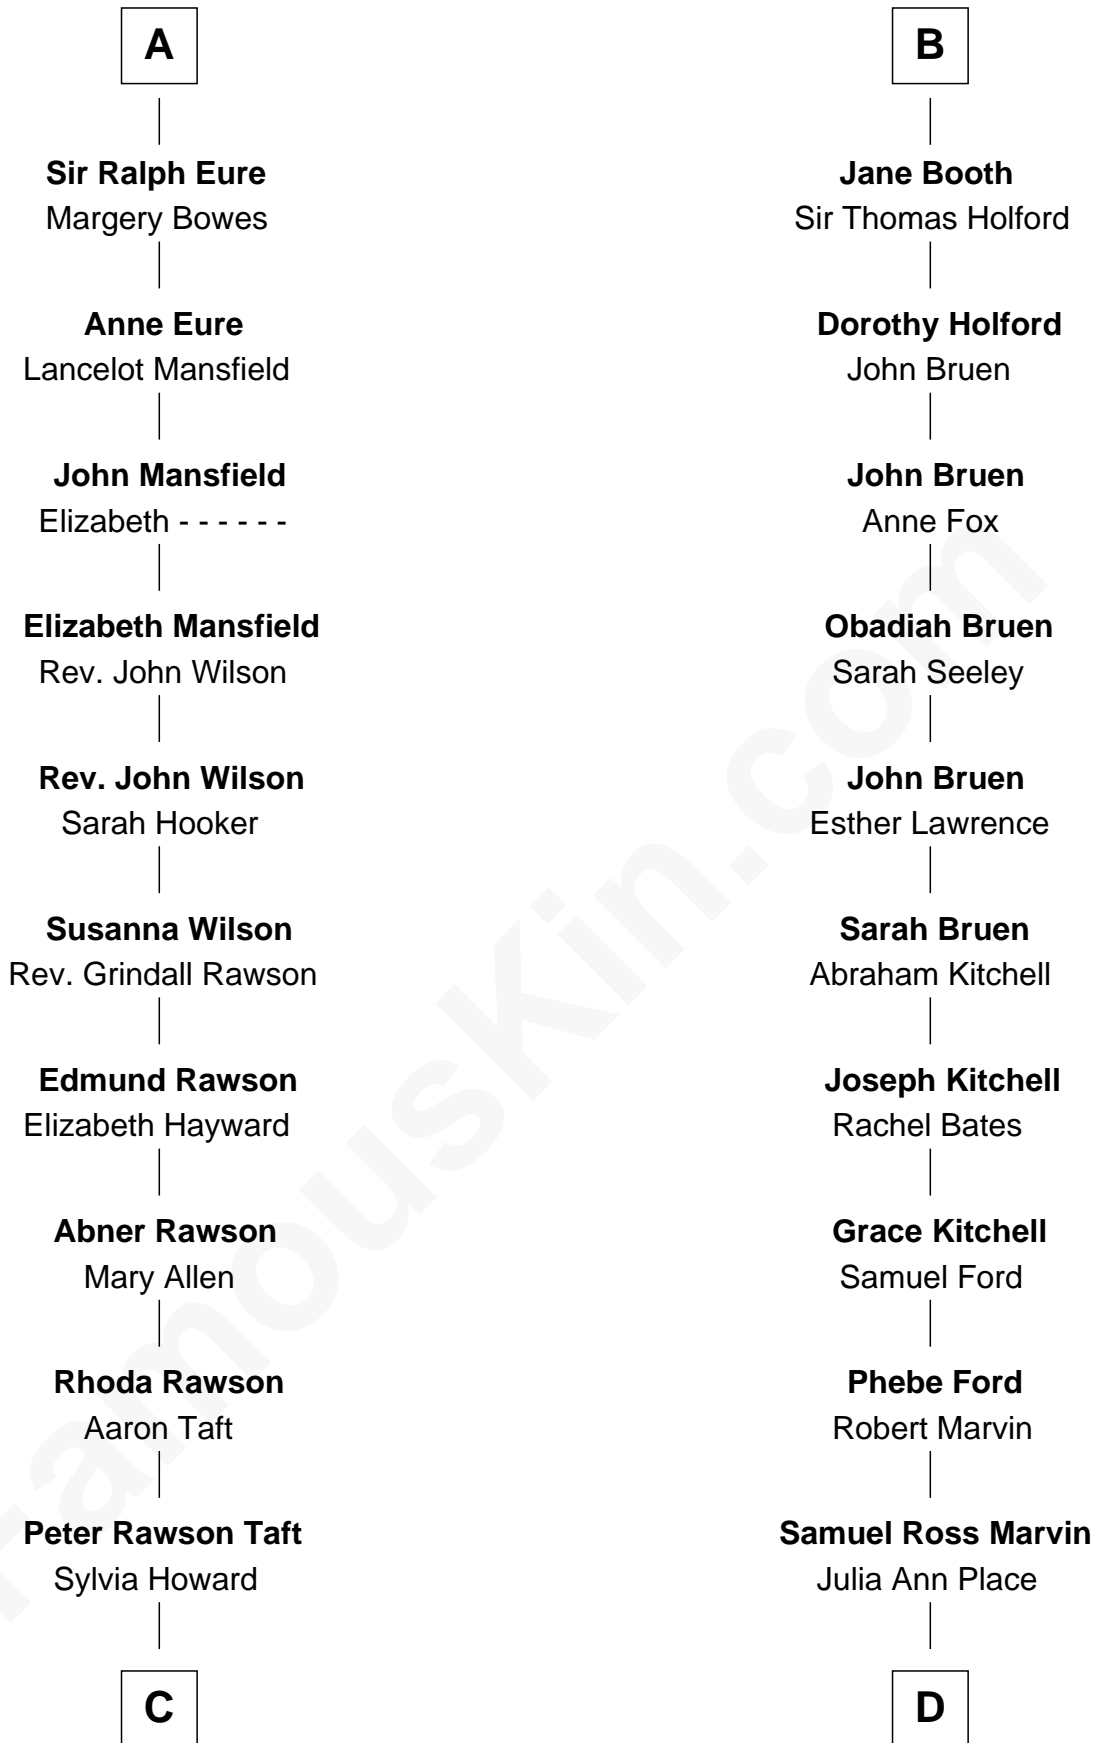 A
Sir Ralph Eure
Margery Bowes
Anne Eure
Lancelot Mansfield
John Mansfield
Elizabeth - - - - - -
Elizabeth Mansfield
Rev. John Wilson
Rev. John Wilson
Sarah Hooker
Susanna Wilson
Rev. Grindall Rawson
Edmund Rawson
Elizabeth Hayward
Abner Rawson
Mary Allen
Rhoda Rawson
Aaron Taft
Peter Rawson Taft
Sylvia Howard
C
B
Jane Booth
Sir Thomas Holford
Dorothy Holford
John Bruen
John Bruen
Anne Fox
Obadiah Bruen
Sarah Seeley
John Bruen
Esther Lawrence
Sarah Bruen
Abraham Kitchell
Joseph Kitchell
Rachel Bates
Grace Kitchell
Samuel Ford
Phebe Ford
Robert Marvin
Samuel Ross Marvin
Julia Ann Place
D
FamousKin.com